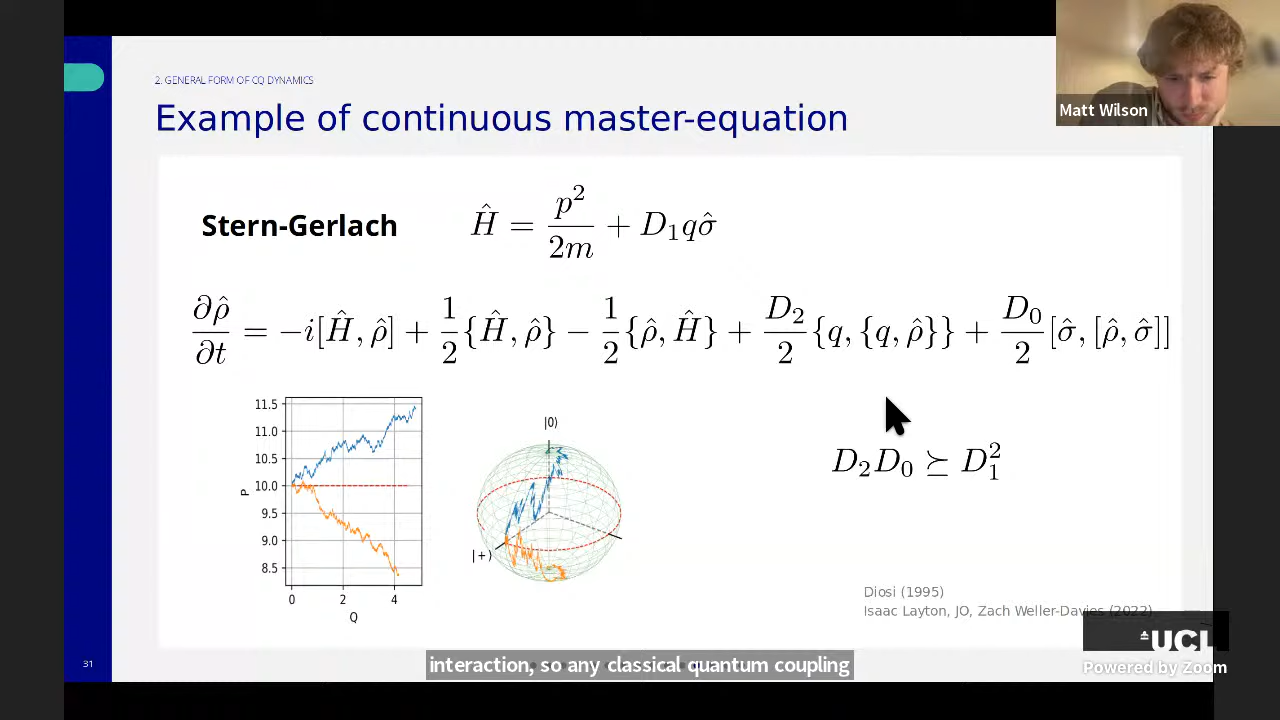 2. GENERAL FORM OF CQ DYNAMICS
Example of continuous master-equation
Matt Wilson
Stern-Gerlach
Ĥ = p²/2m + D₁qσ̂
∂ρ̂/∂t = −i[Ĥ, ρ̂] + 1/2{Ĥ, ρ̂} − 1/2{ρ̂, Ĥ} + D₂/2{q, {q, ρ̂}} + D₀/2[σ̂, [ρ̂, σ̂]]
11.5
11.0
10.5
10.0
9.5
9.0
8.5
P
0 2 4
Q
|0⟩
|+⟩
D₂D₀ ⪰ D₁²
Diosi (1995)
Isaac Layton, JO, Zach Weller-Davies (2022)
UCL
Powered by Zoom
31
interaction, so any classical quantum coupling